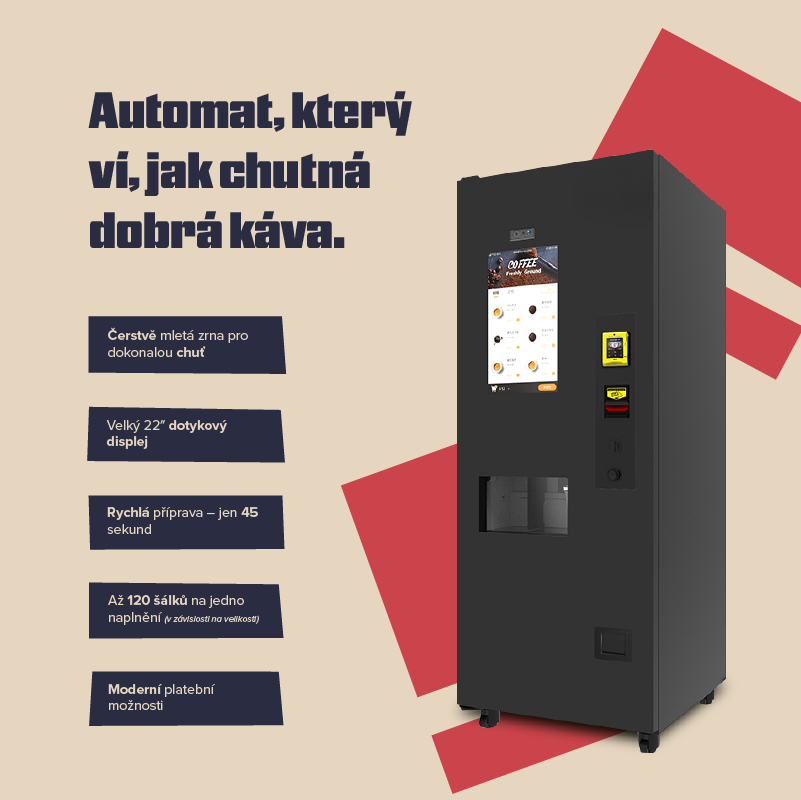 Automat, který
ví, jak chutná
dobrá káva.
Čerstvě mletá zrna pro
dokonalou chuť
Velký 22” dotykový
displej
Rychlá příprava – jen 45
sekund
Až 120 šálků na jedno
naplnění (v závislosti na velikosti)
Moderní platební
možnosti
COFFEE
Freshly Ground